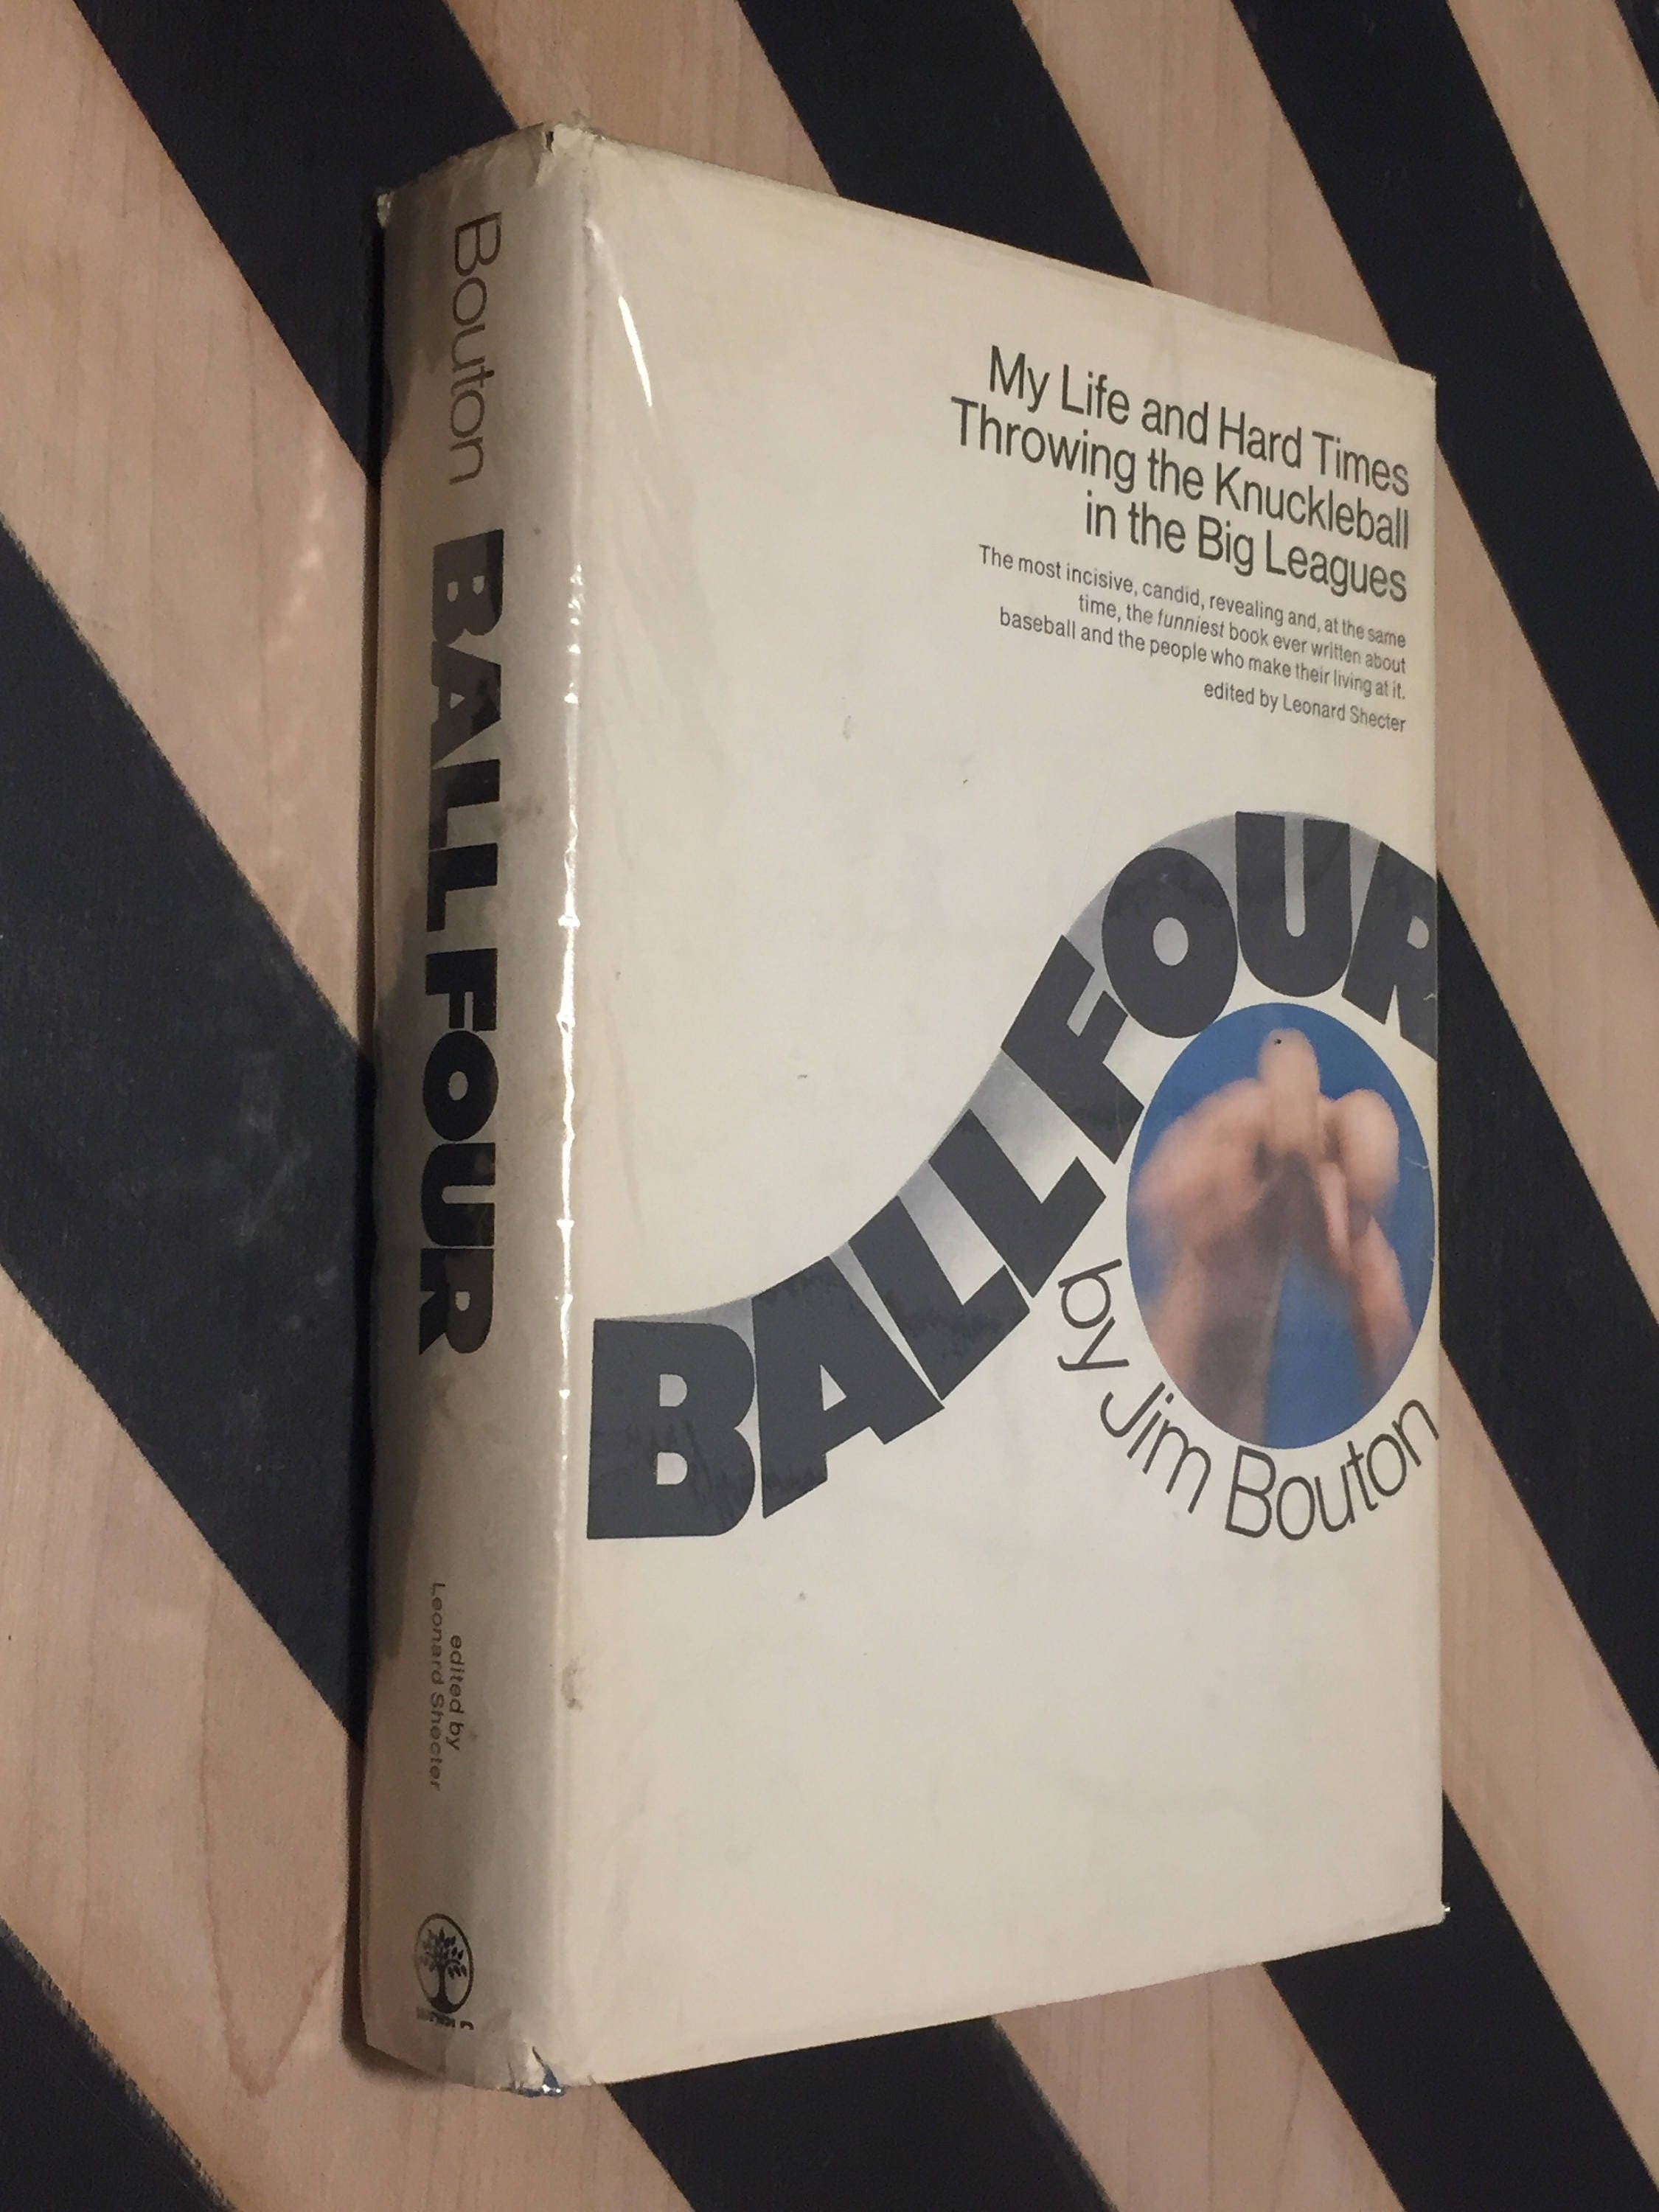 Bouton
BALL FOUR
edited by
Leonard Shecter
My Life and Hard Times
Throwing the Knuckleball
in the Big Leagues
The most incisive, candid, revealing and, at the same
time, the funniest book ever written about
baseball and the people who make their living at it.
edited by Leonard Shecter
BALL FOUR
by Jim Bouton